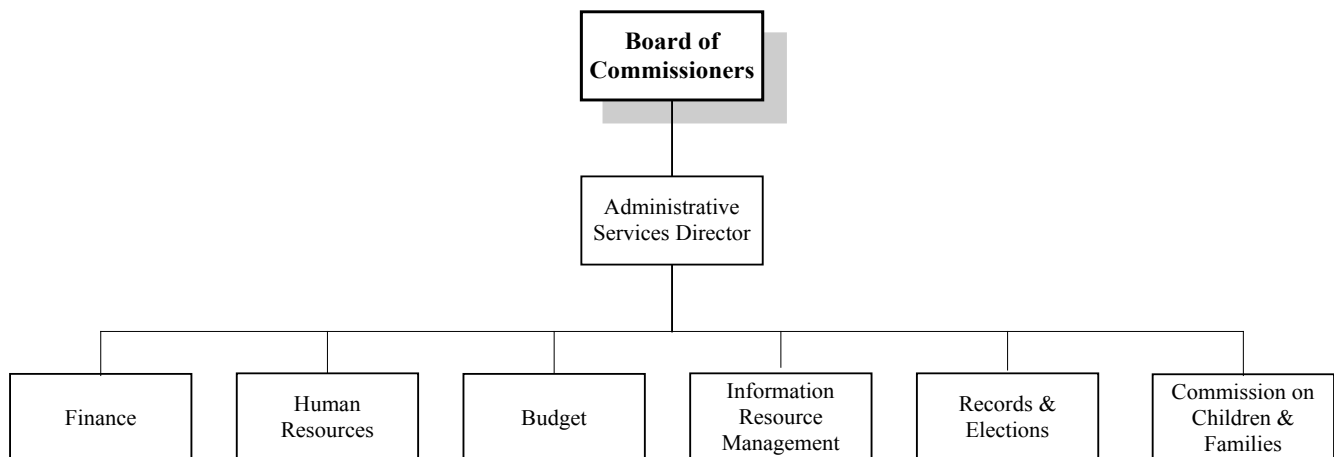 Board of
Commissioners
Administrative
Services Director
Finance
Human
Resources
Budget
Information
Resource
Management
Records &
Elections
Commission on
Children &
Families